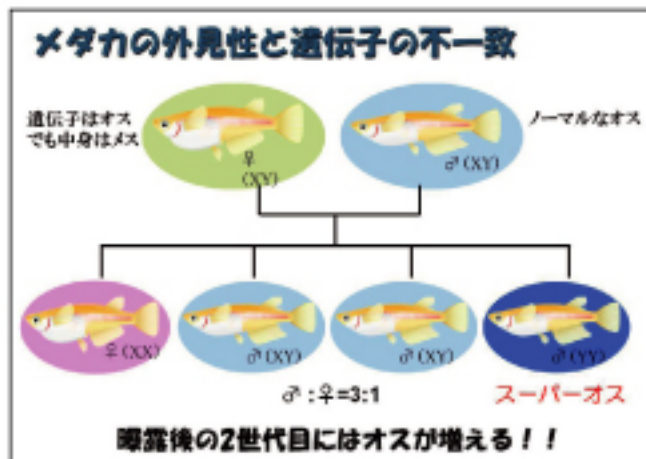 メダカの外見性と遺伝子の不一致
遺伝子はオス
でも中身はメス
ノーマルなオス
♀
(XY)
♂(XY)
♀(XX)
♂(XY)
♂(XY)
♂(YY)
♂:♀=3:1
スーパーオス
曝露後の2世代目にはオスが増える!!